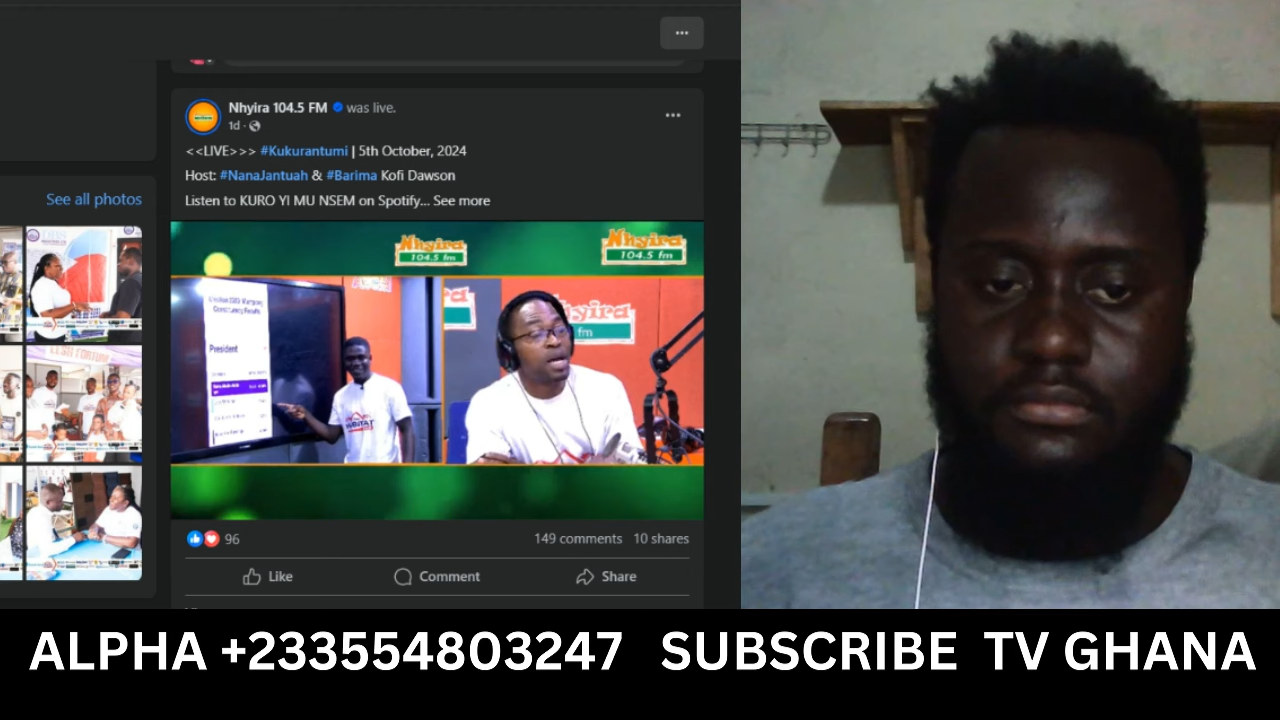 ...
Nhyira 104.5 FM was live.
1d ·
<<LIVE>>> #Kukurantumi | 5th October, 2024
Host: #NanaJantuah & #Barima Kofi Dawson
Listen to KURO YI MU NSEM on Spotify... See more
See all photos
Nhyira
104.5 fm
Nhyira
104.5 fm
President
Nhyira
fm
96
149 comments 10 shares
Like Comment Share
ALPHA +233554803247 SUBSCRIBE TV GHANA